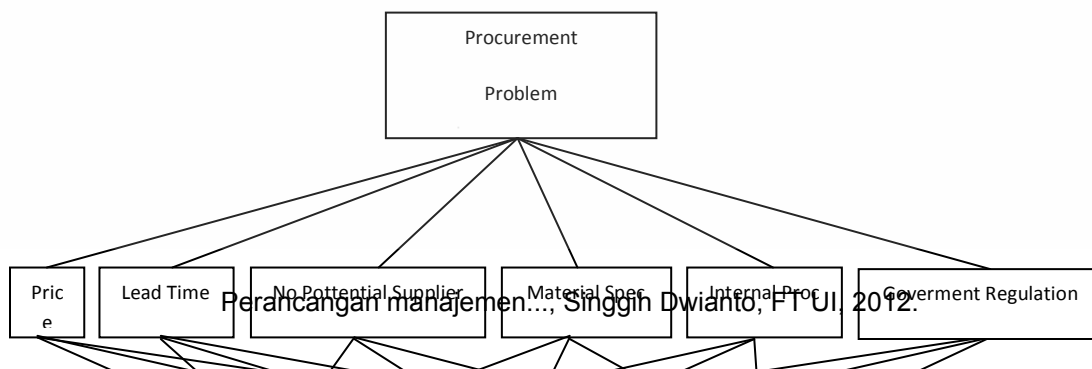 Procurement
Problem
Pric
e
Lead Time
No Pottential Supplier
Material Spec
Internal Proc
Goverment Regulation
Perancangan manajemen..., Singgih Dwianto, FT UI, 2012.